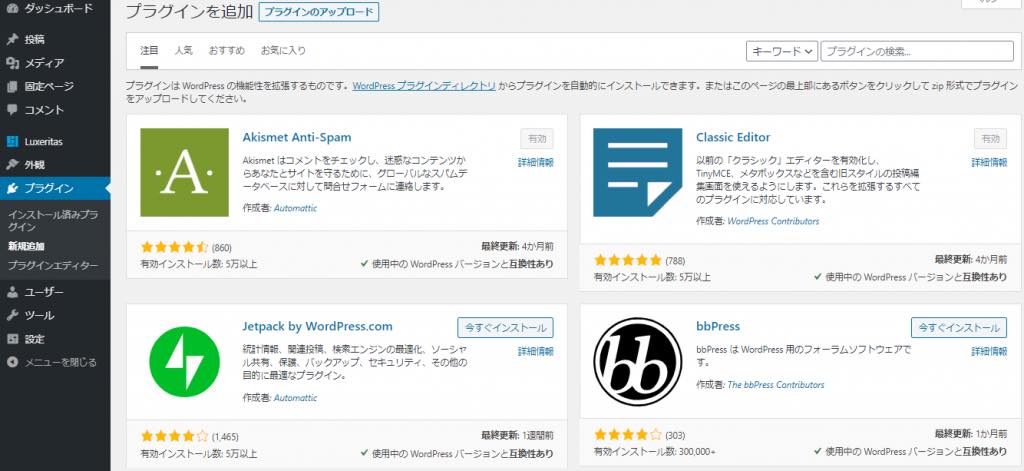 ダッシュボード
投稿
メディア
固定ページ
コメント
Luxeritas
外観
プラグイン
インストール済みプラ
グイン
新規追加
プラグインエディター
ユーザー
ツール
設定
メニューを閉じる
プラグインを追加 プラグインのアップロード
注目 人気 おすすめ お気に入り キーワード プラグインの検索...
プラグインは WordPress の機能性を拡張するものです。WordPress プラグインディレクトリ からプラグインを自動的にインストールできます。またはこのページの最上部にあるボタンをクリックして zip 形式でプラグイン
をアップロードしてください。
A
Akismet Anti-Spam
有効
詳細情報
Akismet はコメントをチェックし、迷惑なコンテンツか
らあなたとサイトを守るために、グローバルなスパムデ
ータベースに対して問合せフォームに連絡します。
作成者: Automattic
(860)
最終更新: 4か月前
有効インストール数: 5万以上
使用中の WordPress バージョンと互換性あり
Classic Editor
有効
詳細情報
以前の「クラシック」エディターを有効化し、
TinyMCE、メタボックスなどを含む旧スタイルの投稿編
集画面を使えるようにします。これらを拡張するすべて
のプラグインに対応しています。
作成者: WordPress Contributors
(788)
最終更新: 4か月前
有効インストール数: 5万以上
使用中の WordPress バージョンと互換性あり
Jetpack by WordPress.com
今すぐインストール
詳細情報
統計情報、関連投稿、検索エンジンの最適化、ソーシャ
ル共有、保護、バックアップ、セキュリティ、その他の
目的に最適なプラグイン。
作成者: Automattic
(1,465)
最終更新: 1週間前
有効インストール数: 5万以上
使用中の WordPress バージョンと互換性あり
bb
bbPress
今すぐインストール
詳細情報
bbPress は WordPress 用のフォーラムソフトウェアで
す。
作成者: The bbPress Contributors
(303)
最終更新: 1か月前
有効インストール数: 300,000+
使用中の WordPress バージョンと互換性あり